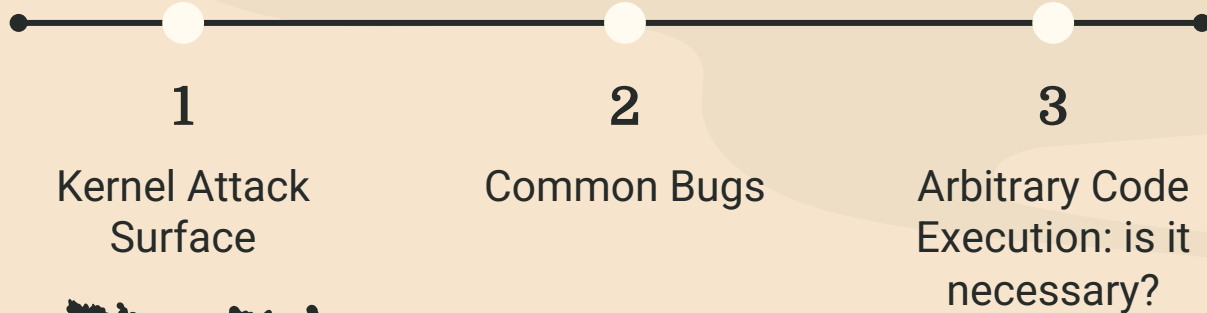 1
Kernel Attack
Surface
2
Common Bugs
3
Arbitrary Code
Execution: is it
necessary?